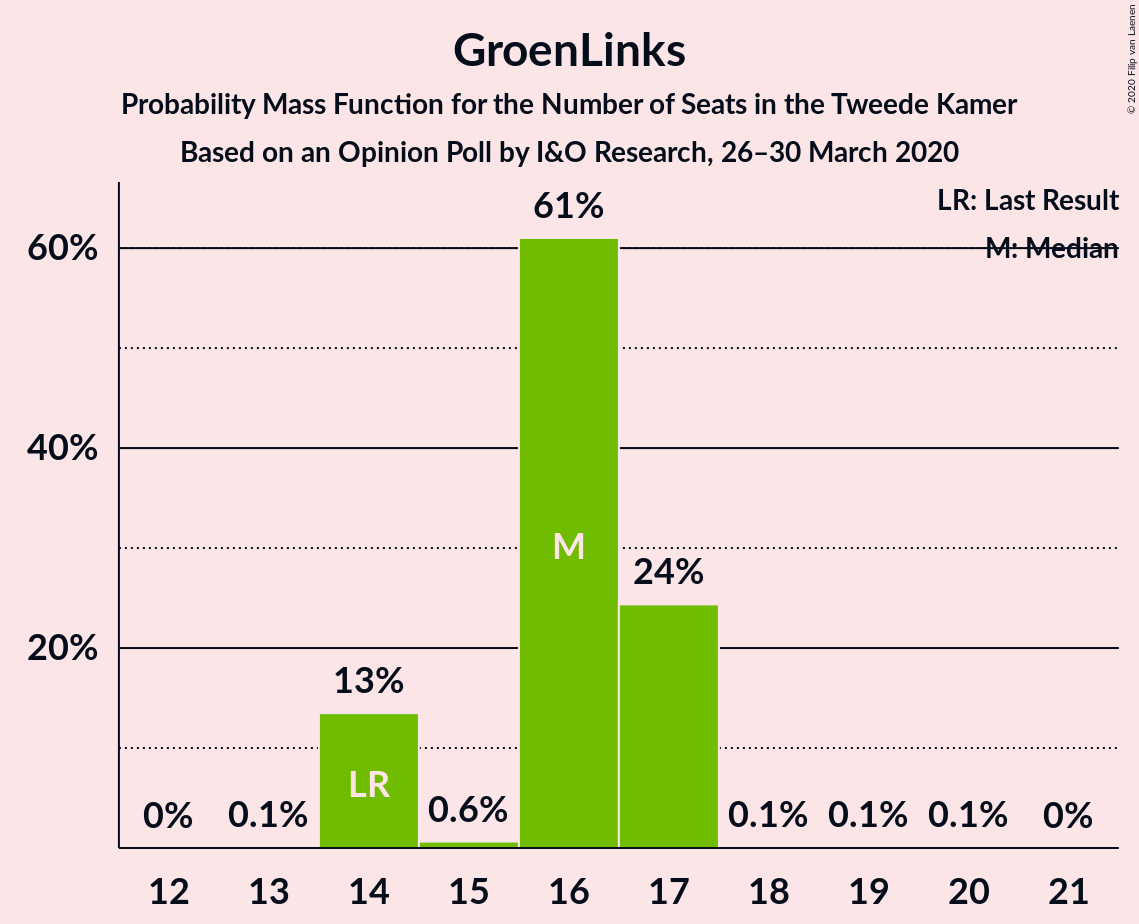 GroenLinks
Probability Mass Function for the Number of Seats in the Tweede Kamer
Based on an Opinion Poll by I&O Research, 26–30 March 2020
© 2020 Filip van Laenen
LR: Last Result
M: Median
60%
40%
20%
0%
0.1%
13%
0.6%
61%
24%
0.1%
0.1%
0.1%
0%
LR
M
12 13 14 15 16 17 18 19 20 21